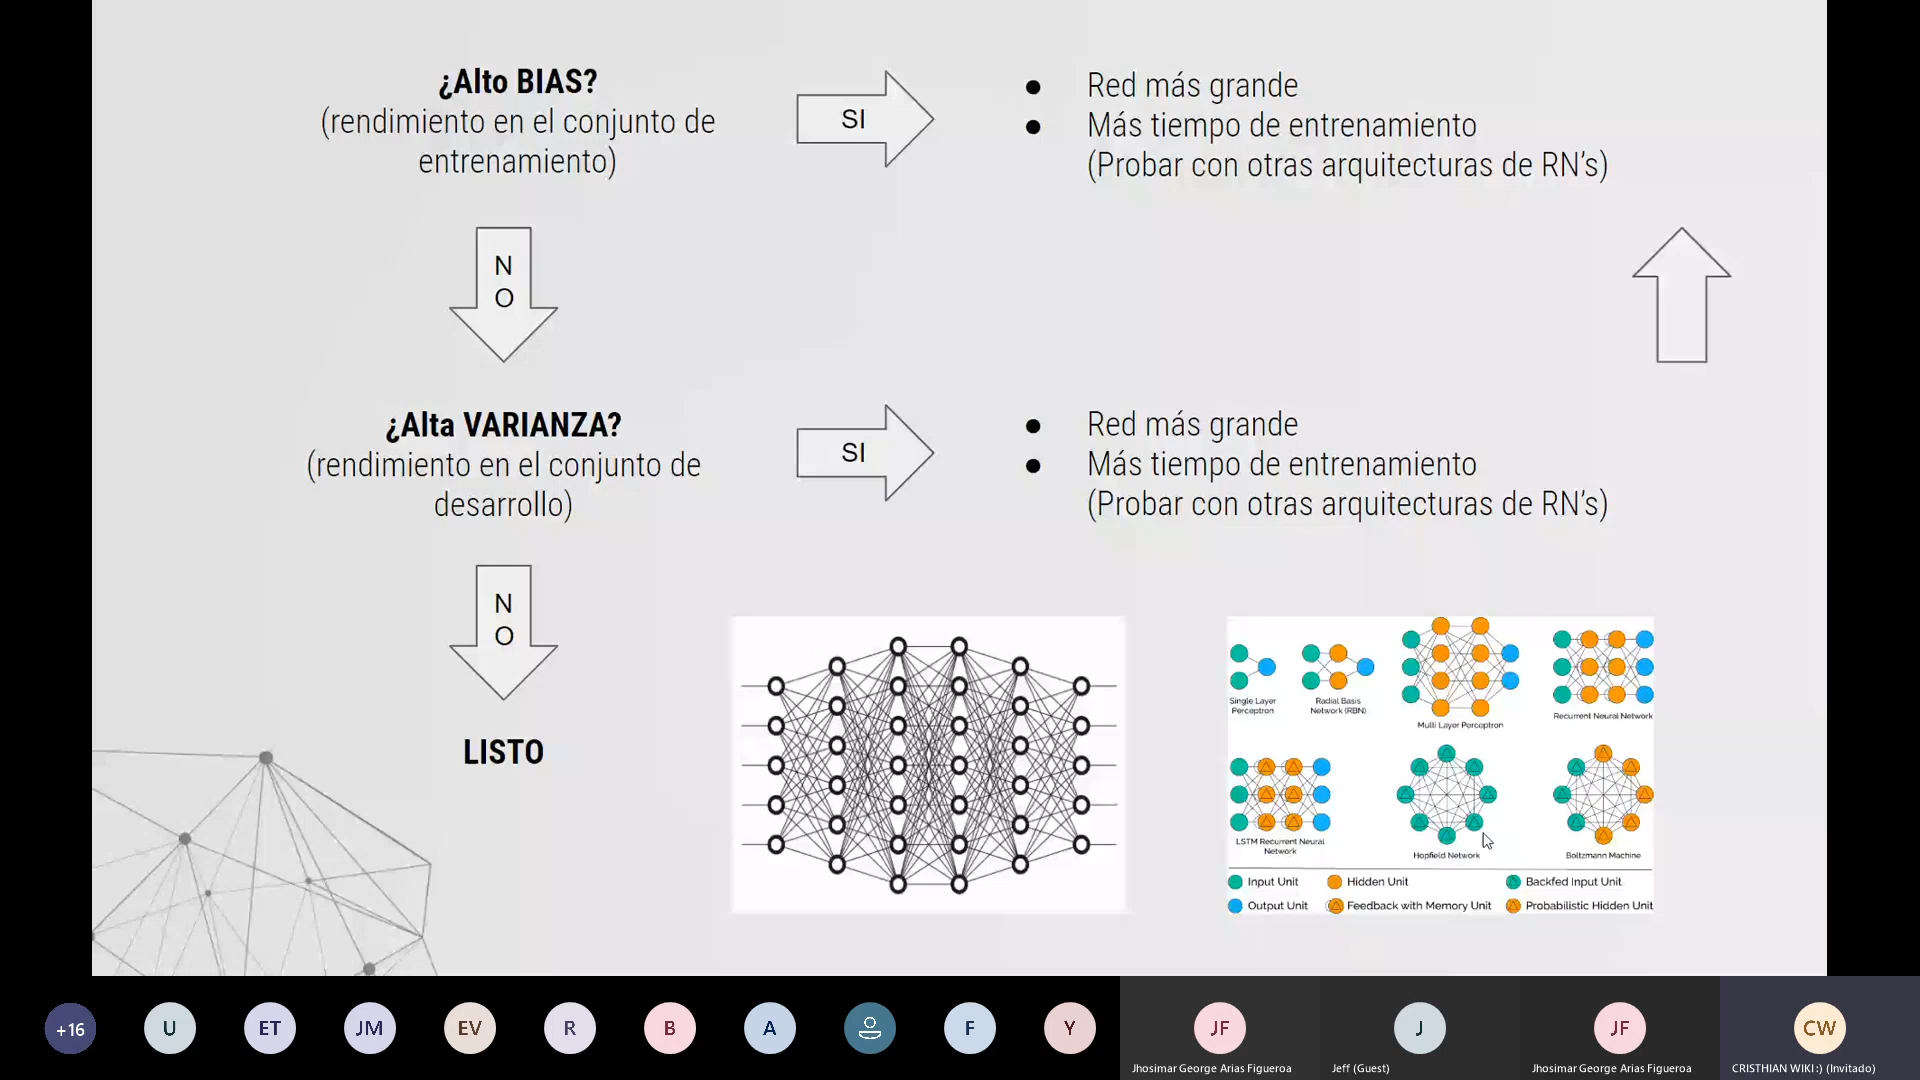 ¿Alto BIAS?
(rendimiento en el conjunto de
entrenamiento)
SI
Red más grande
Más tiempo de entrenamiento
(Probar con otras arquitecturas de RN's)
N
O
¿Alta VARIANZA?
(rendimiento en el conjunto de
desarrollo)
SI
Red más grande
Más tiempo de entrenamiento
(Probar con otras arquitecturas de RN's)
N
O
LISTO
Single Layer
Perceptron
Radial Basis
Network (RBN)
Multi Layer Perceptron
Recurrent Neural Network
LSTM Recurrent Neural
Network
Hopfield Network
Boltzmann Machine
Input Unit
Hidden Unit
Backfed Input Unit
Output Unit
Feedback with Memory Unit
Probabilistic Hidden Unit
+16
U
ET
JM
EV
R
B
A
F
Y
JF
Jhosimar George Arias Figueroa
J
Jeff (Guest)
JF
Jhosimar George Arias Figueroa
CW
CRISTHIAN WIKI :) (Invitado)